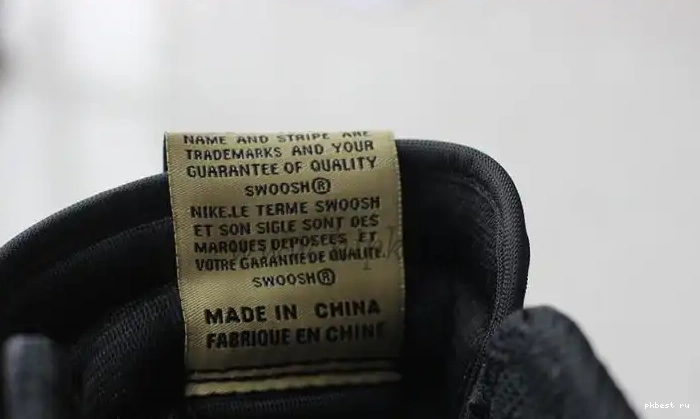 NAME AND STRIPE ARE
TRADEMARKS AND YOUR
GUARANTEE OF QUALITY
SWOOSH®
NIKE.LE TERME SWOOSH
ET SON SIGLE SONT DES
MARQUES DEPOSEES ET
VOTRE GARANTIE DE QUALITE.
SWOOSH®
MADE IN CHINA
FABRIQUE EN CHINE
pkbest ru